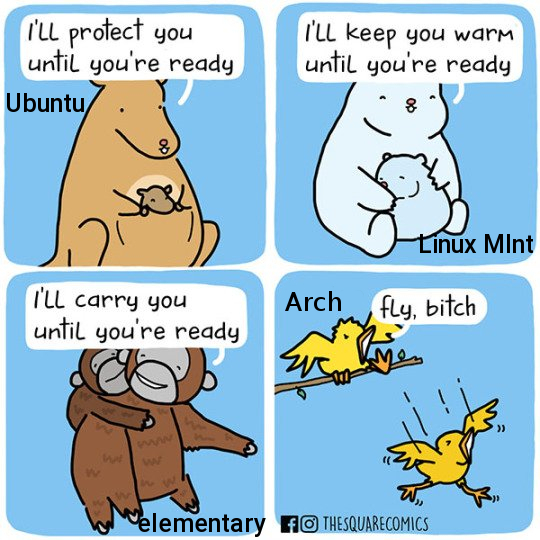 I'll protect you
until you're ready
Ubuntu
I'll keep you warm
until you're ready
Linux MInt
I'll carry you
until you're ready
elementary
Arch
fly, bitch
THESQUARECOMICS